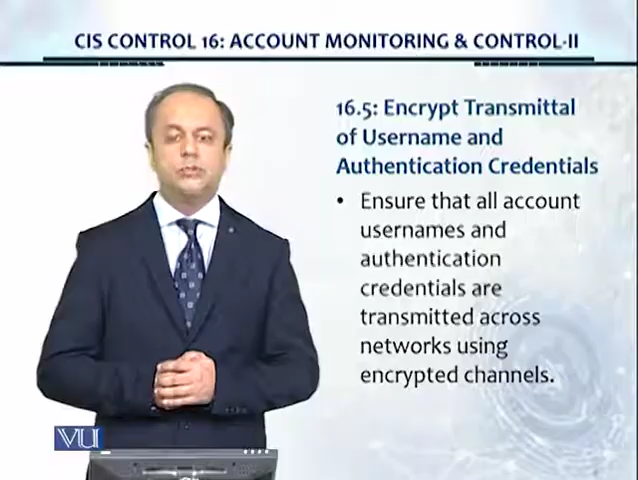 CIS CONTROL 16: ACCOUNT MONITORING & CONTROL-II
16.5: Encrypt Transmittal
of Username and
Authentication Credentials
• Ensure that all account
usernames and
authentication
credentials are
transmitted across
networks using
encrypted channels.
VU